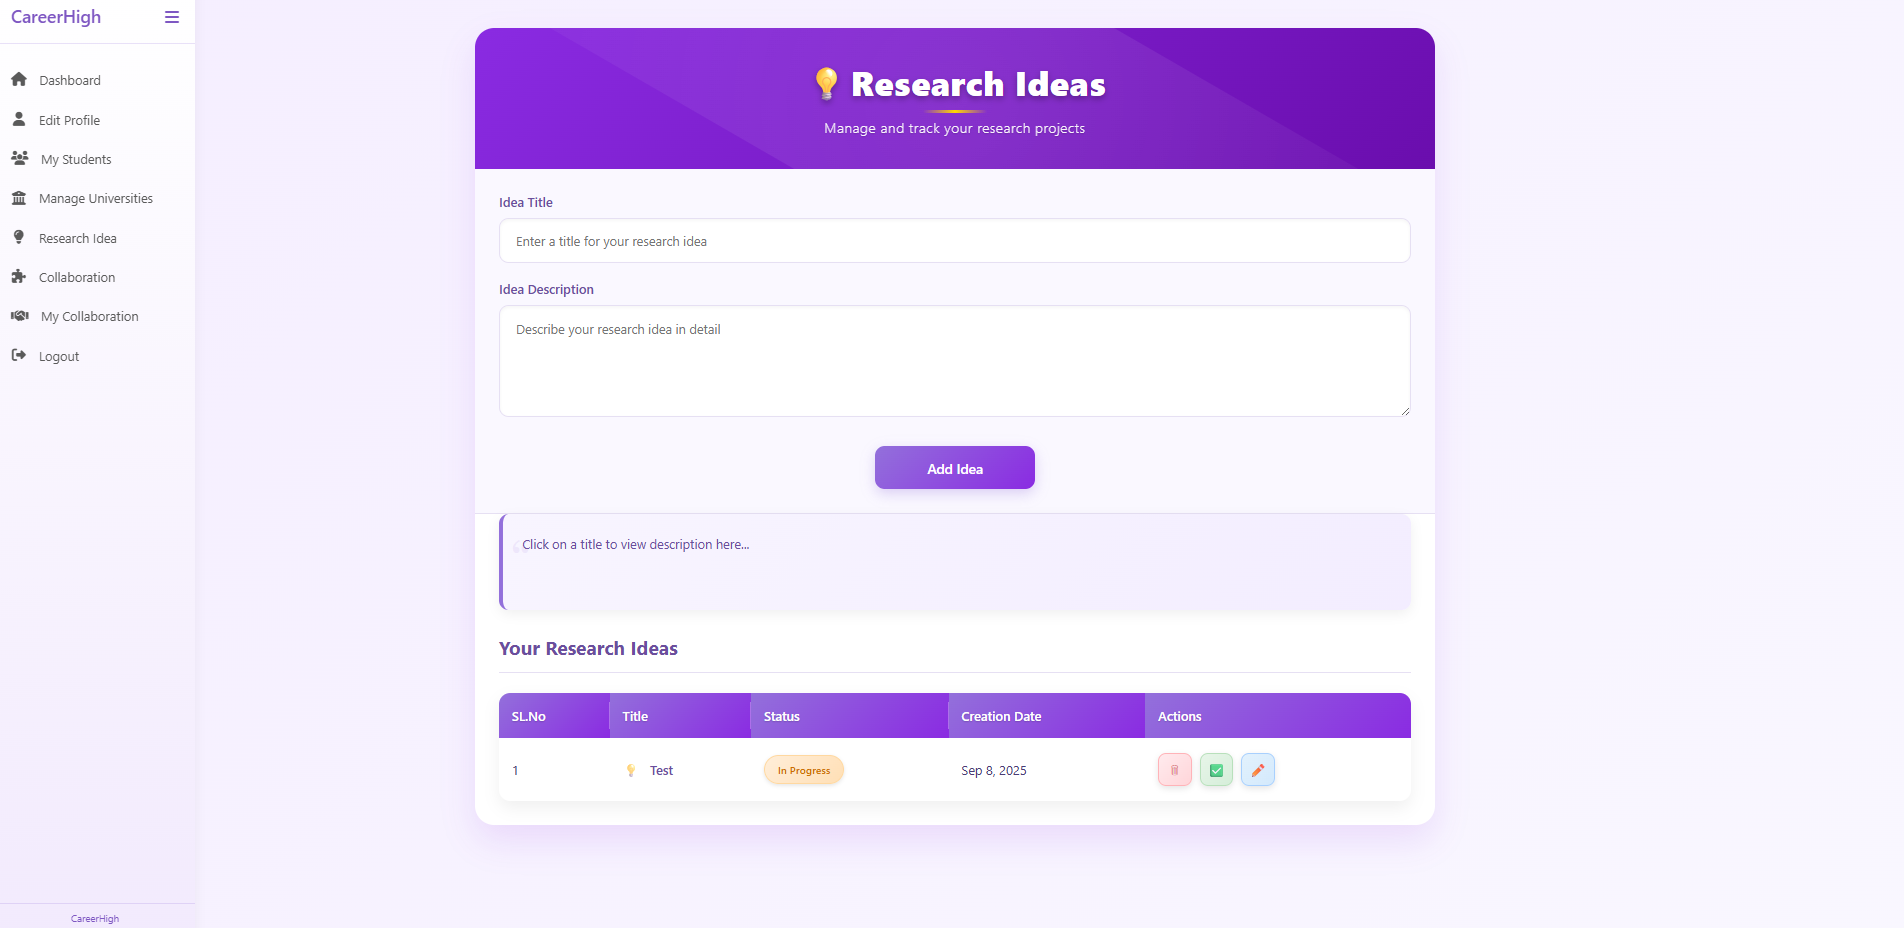 CareerHigh
Dashboard
Edit Profile
My Students
Manage Universities
Research Idea
Collaboration
My Collaboration
Logout
CareerHigh
Research Ideas
Manage and track your research projects
Idea Title
Enter a title for your research idea
Idea Description
Describe your research idea in detail
Add Idea
Click on a title to view description here...
Your Research Ideas
SL.No Title Status Creation Date Actions
1 Test In Progress Sep 8, 2025